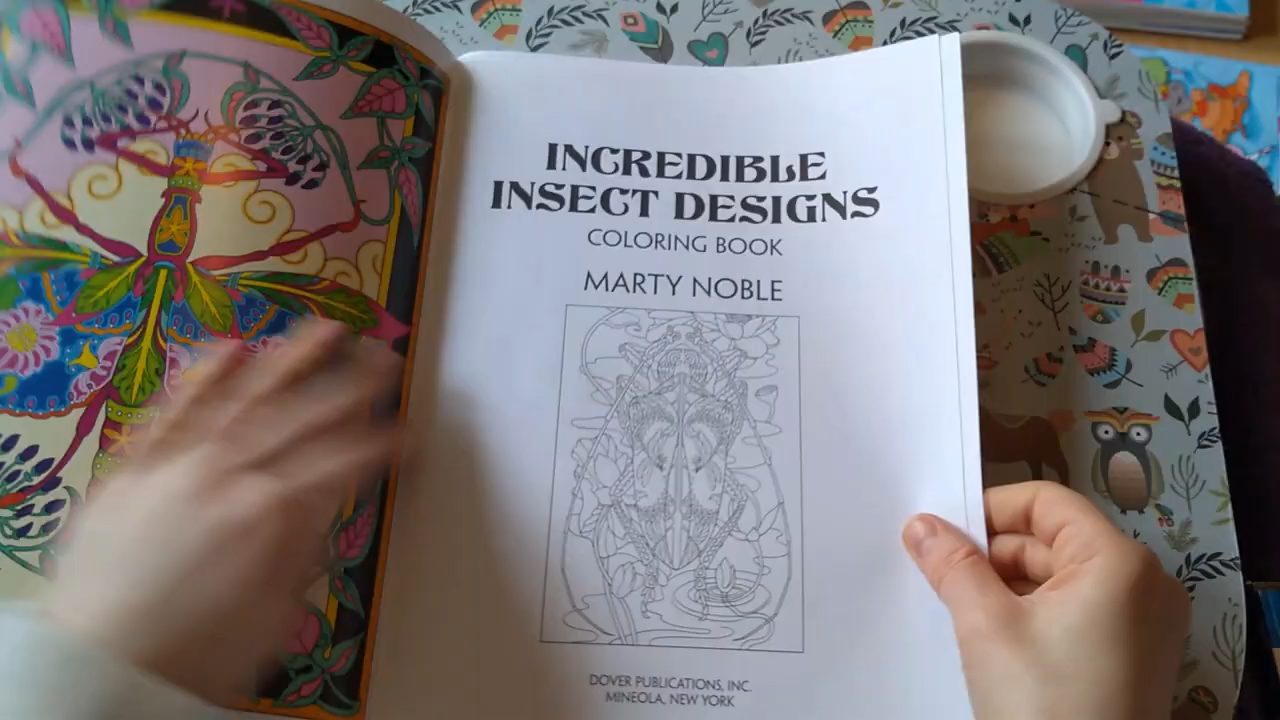 INCREDIBLE
INSECT DESIGNS
COLORING BOOK
MARTY NOBLE
DOVER PUBLICATIONS, INC.
MINEOLA, NEW YORK